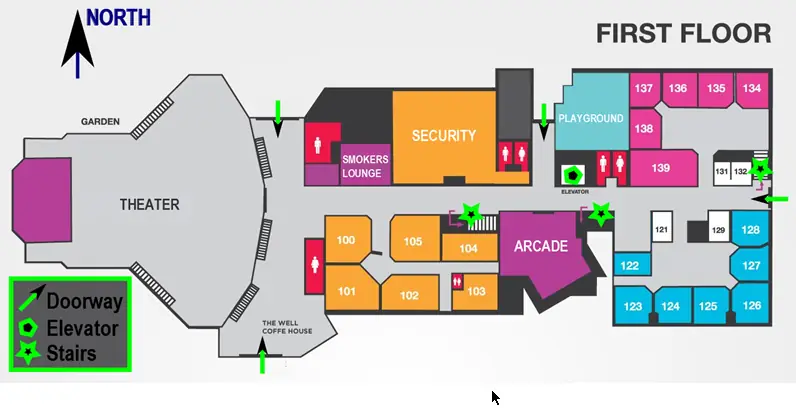 NORTH
FIRST FLOOR
GARDEN
THEATER
SECURITY
SMOKERS
LOUNGE
PLAYGROUND
ELEVATOR
137
136
135
134
138
139
131
132
100
105
104
101
102
103
ARCADE
121
129
128
122
127
123
124
125
126
THE WELL
COFFE HOUSE
Doorway
Elevator
Stairs